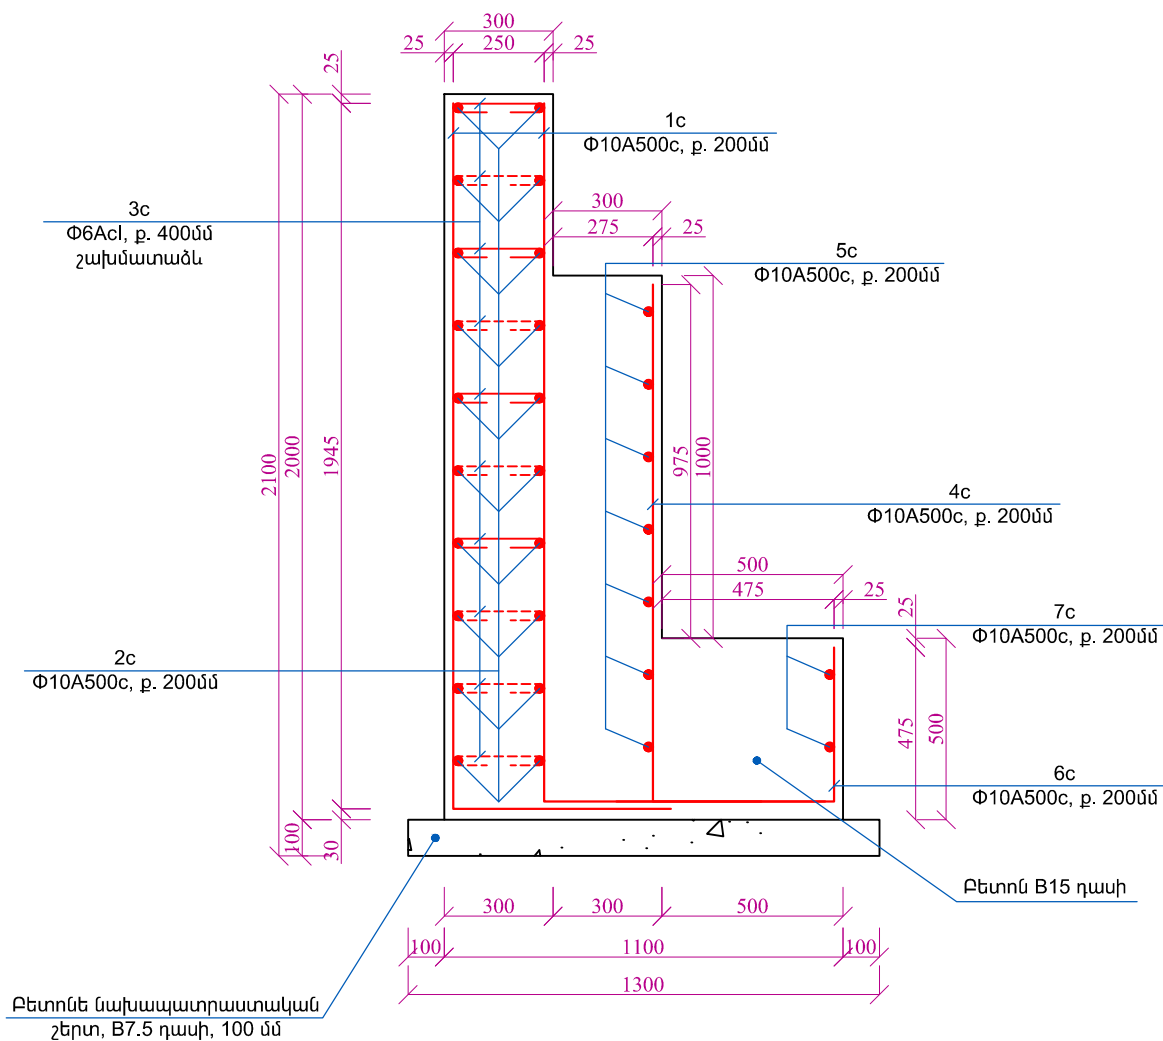 300
25 250 25
25
1c
Φ10A500c, ք. 200մմ
3c
Φ6AcI, ք. 400մմ
շախմատաձև
300
275 25
5c
Φ10A500c, ք. 200մմ
2100
2000
1945
975
1000
4c
Φ10A500c, ք. 200մմ
500
475 25
25
7c
Φ10A500c, ք. 200մմ
2c
Φ10A500c, ք. 200մմ
475
500
6c
Φ10A500c, ք. 200մմ
100
30
Բետոն B15 դասի
300 300 500
100 1100 100
1300
Բետոնե նախապատրաստական
շերտ, B7.5 դասի, 100 մմ